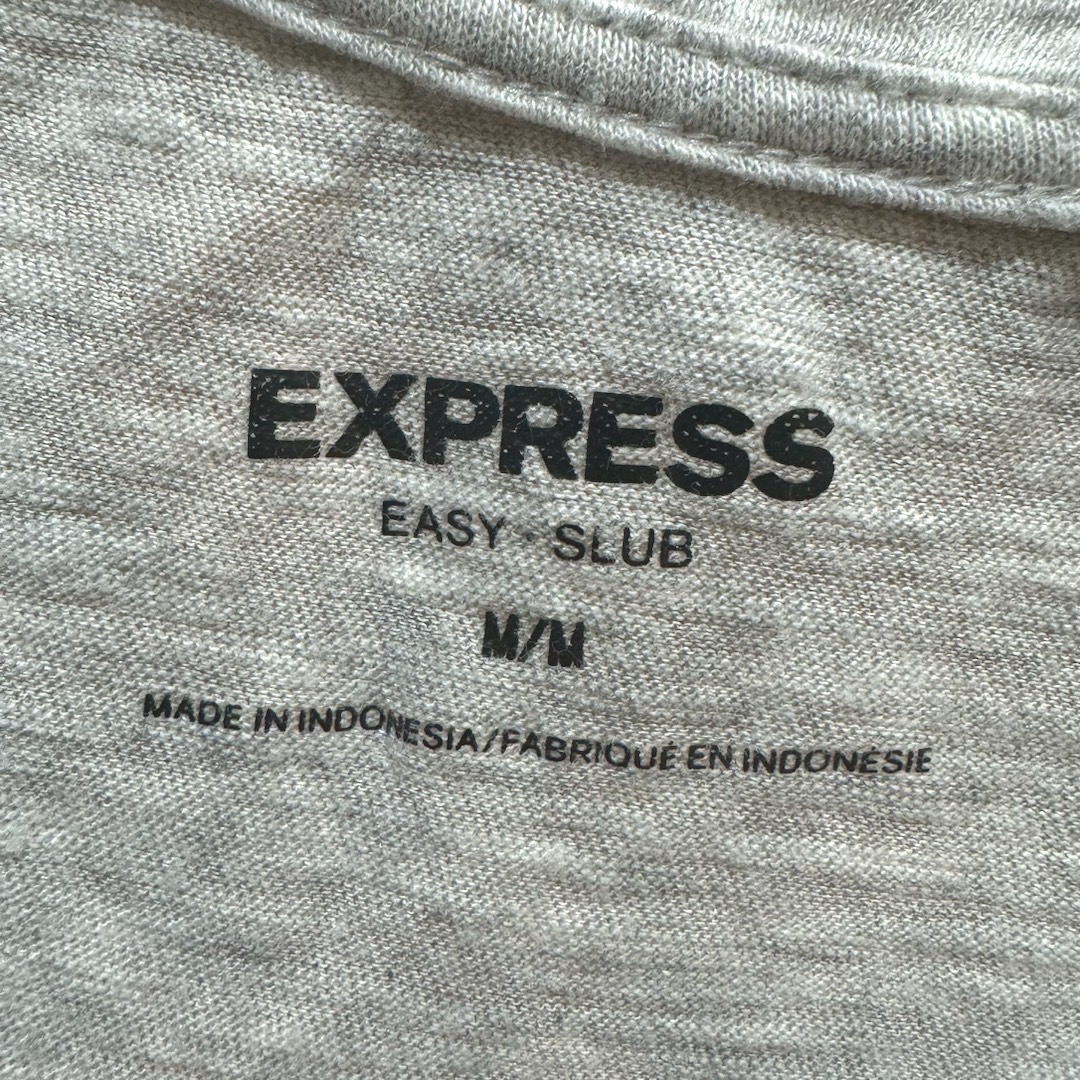 EXPRESS
EASY · SLUB
M/M
MADE IN INDONESIA/FABRIQUÉ EN INDONÉSIE